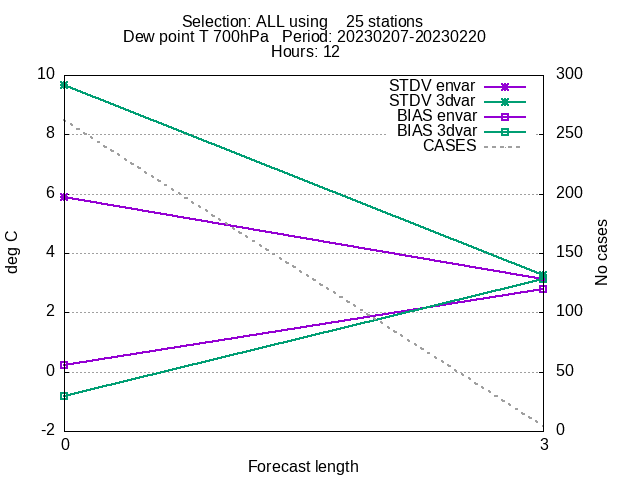 Selection: ALL using    25 stations
Dew point T 700hPa   Period: 20230207-20230220
Hours: 12
10
8
6
4
2
0
-2
deg C
300
250
200
150
100
50
0
No cases
STDV envar
STDV 3dvar
BIAS envar
BIAS 3dvar
CASES
0
3
Forecast length